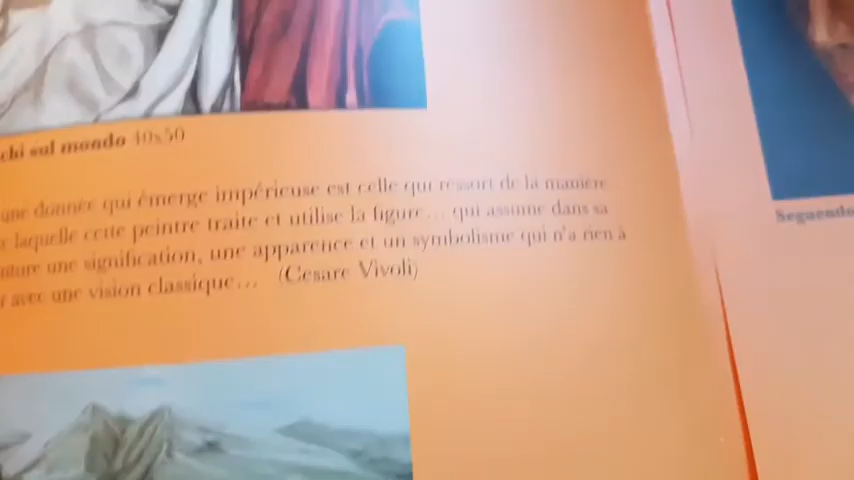 chi sul mondo 40x50
une donnée qui émerge impérieuse est celle qui ressort de la manière
laquelle cette peintre traite et utilise la figure... qui assume dans sa
une signification, une apparence et un symbolisme qui n'a rien à
avec une vision classique... (Cesare Vivoli)
Seguendo